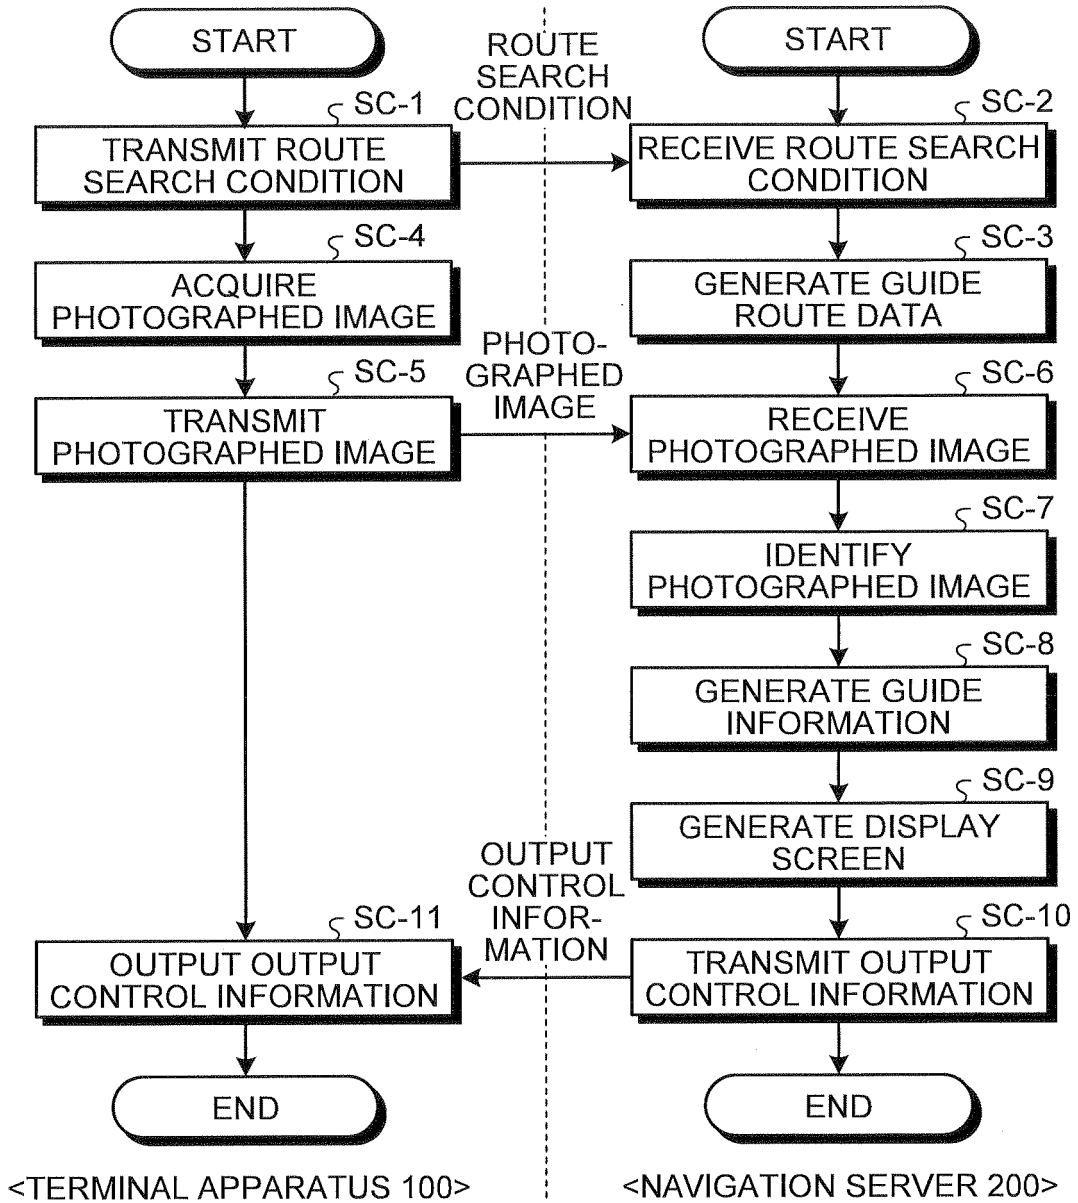 START
SC-1
TRANSMIT ROUTE
SEARCH CONDITION
SC-4
ACQUIRE
PHOTOGRAPHED IMAGE
SC-5
TRANSMIT
PHOTOGRAPHED IMAGE
SC-11
OUTPUT OUTPUT
CONTROL INFORMATION
END
<TERMINAL APPARATUS 100>
ROUTE
SEARCH
CONDITION
PHOTO-
GRAPHED
IMAGE
OUTPUT
CONTROL
INFOR-
MATION
START
SC-2
RECEIVE ROUTE SEARCH
CONDITION
SC-3
GENERATE GUIDE
ROUTE DATA
SC-6
RECEIVE
PHOTOGRAPHED IMAGE
SC-7
IDENTIFY
PHOTOGRAPHED IMAGE
SC-8
GENERATE GUIDE
INFORMATION
SC-9
GENERATE DISPLAY
SCREEN
SC-10
TRANSMIT OUTPUT
CONTROL INFORMATION
END
<NAVIGATION SERVER 200>